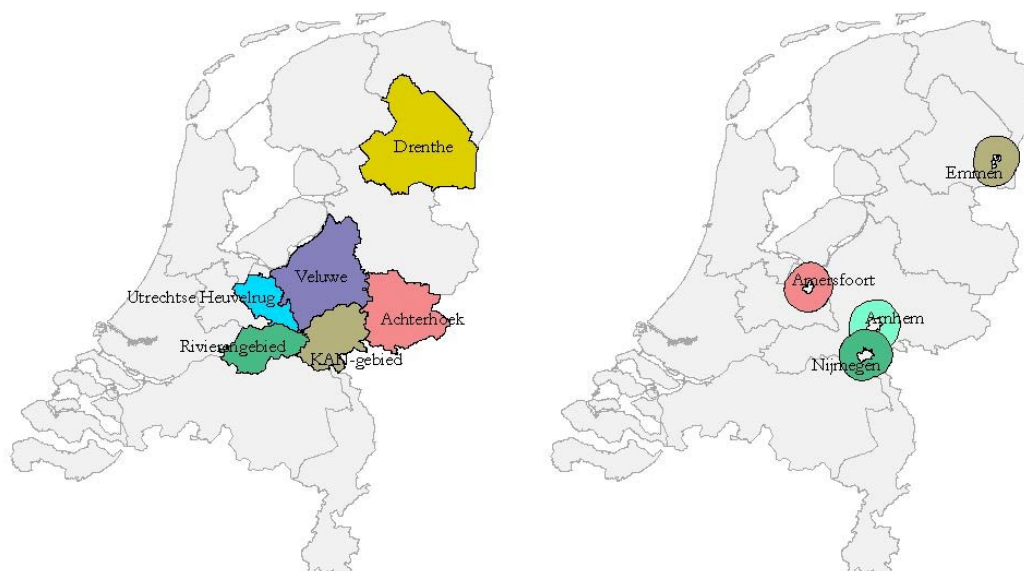 Drenthe
Veluwe
Utrechtse Heuvelrug
Achterhoek
Rivierengebied
KAN-gebied
Emmen
Amersfoort
Arnhem
Nijmegen